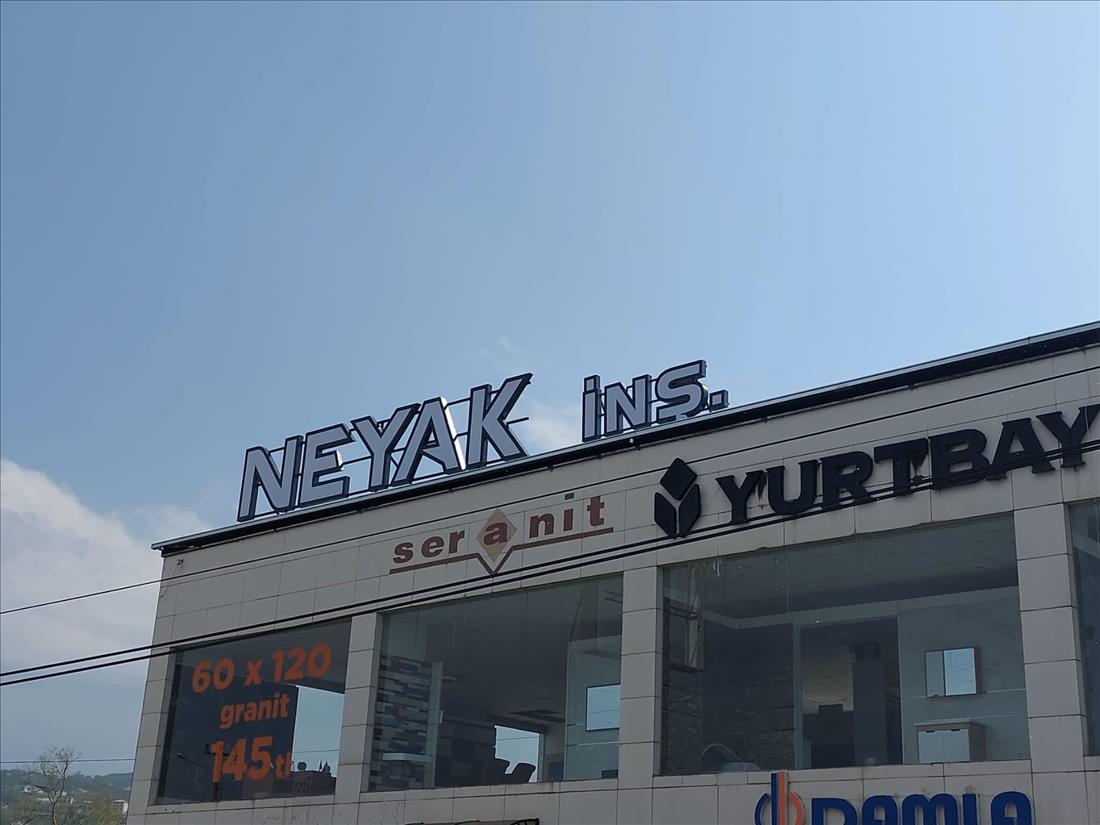 NEYAK İNŞ.
seranit
YURTBAY
60 x 120
granit
145tl
DAMLA